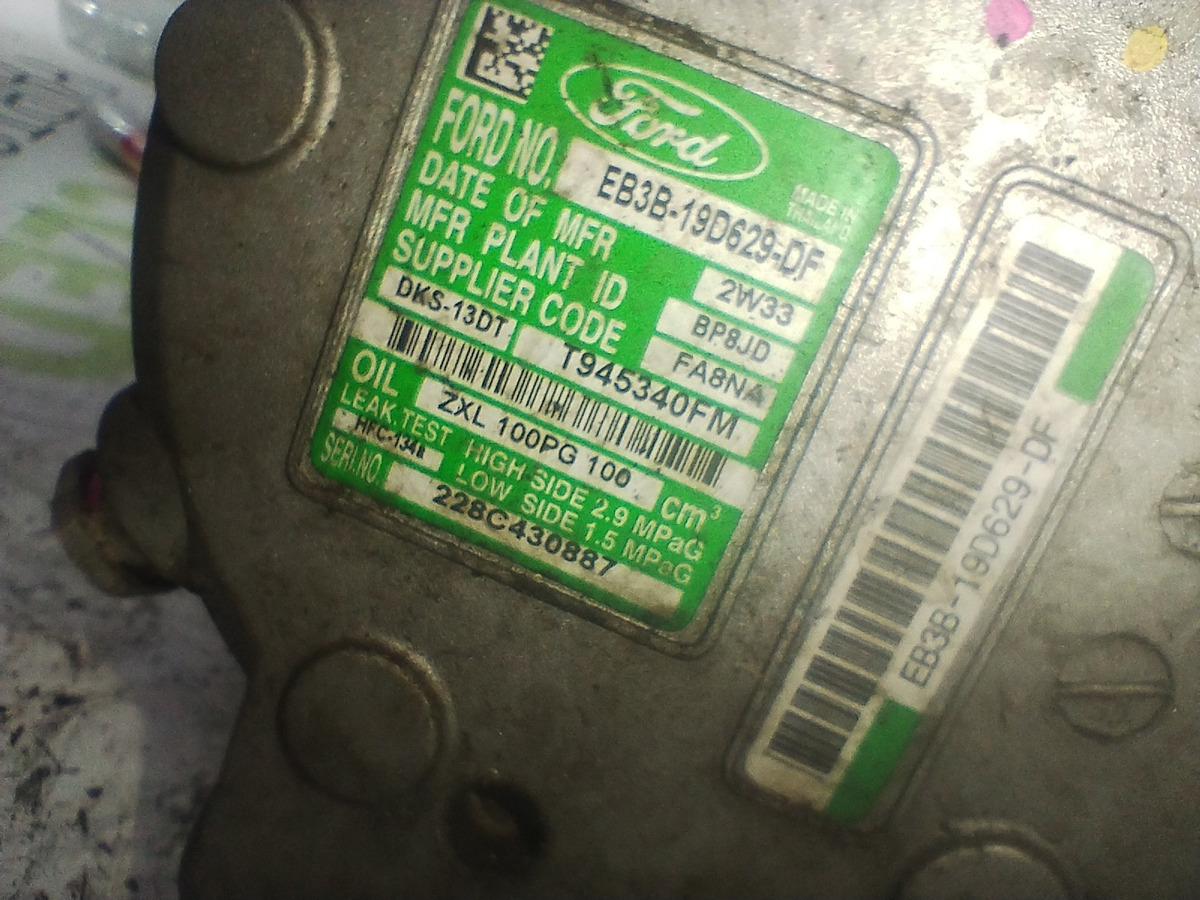 Ford
MADE IN
THAILAND
FORD NO. EB3B-19D629-DF
DATE OF MFR 2W33
MFR PLANT ID BP8JD
SUPPLIER CODE FA8NA
DKS-13DT T945340FM
OIL ZXL 100PG 100 cm³
LEAK TEST HIGH SIDE 2.9 MPaG
HFC-134a LOW SIDE 1.5 MPaG
SERI.NO. 228C430887
EB3B-19D629-DF